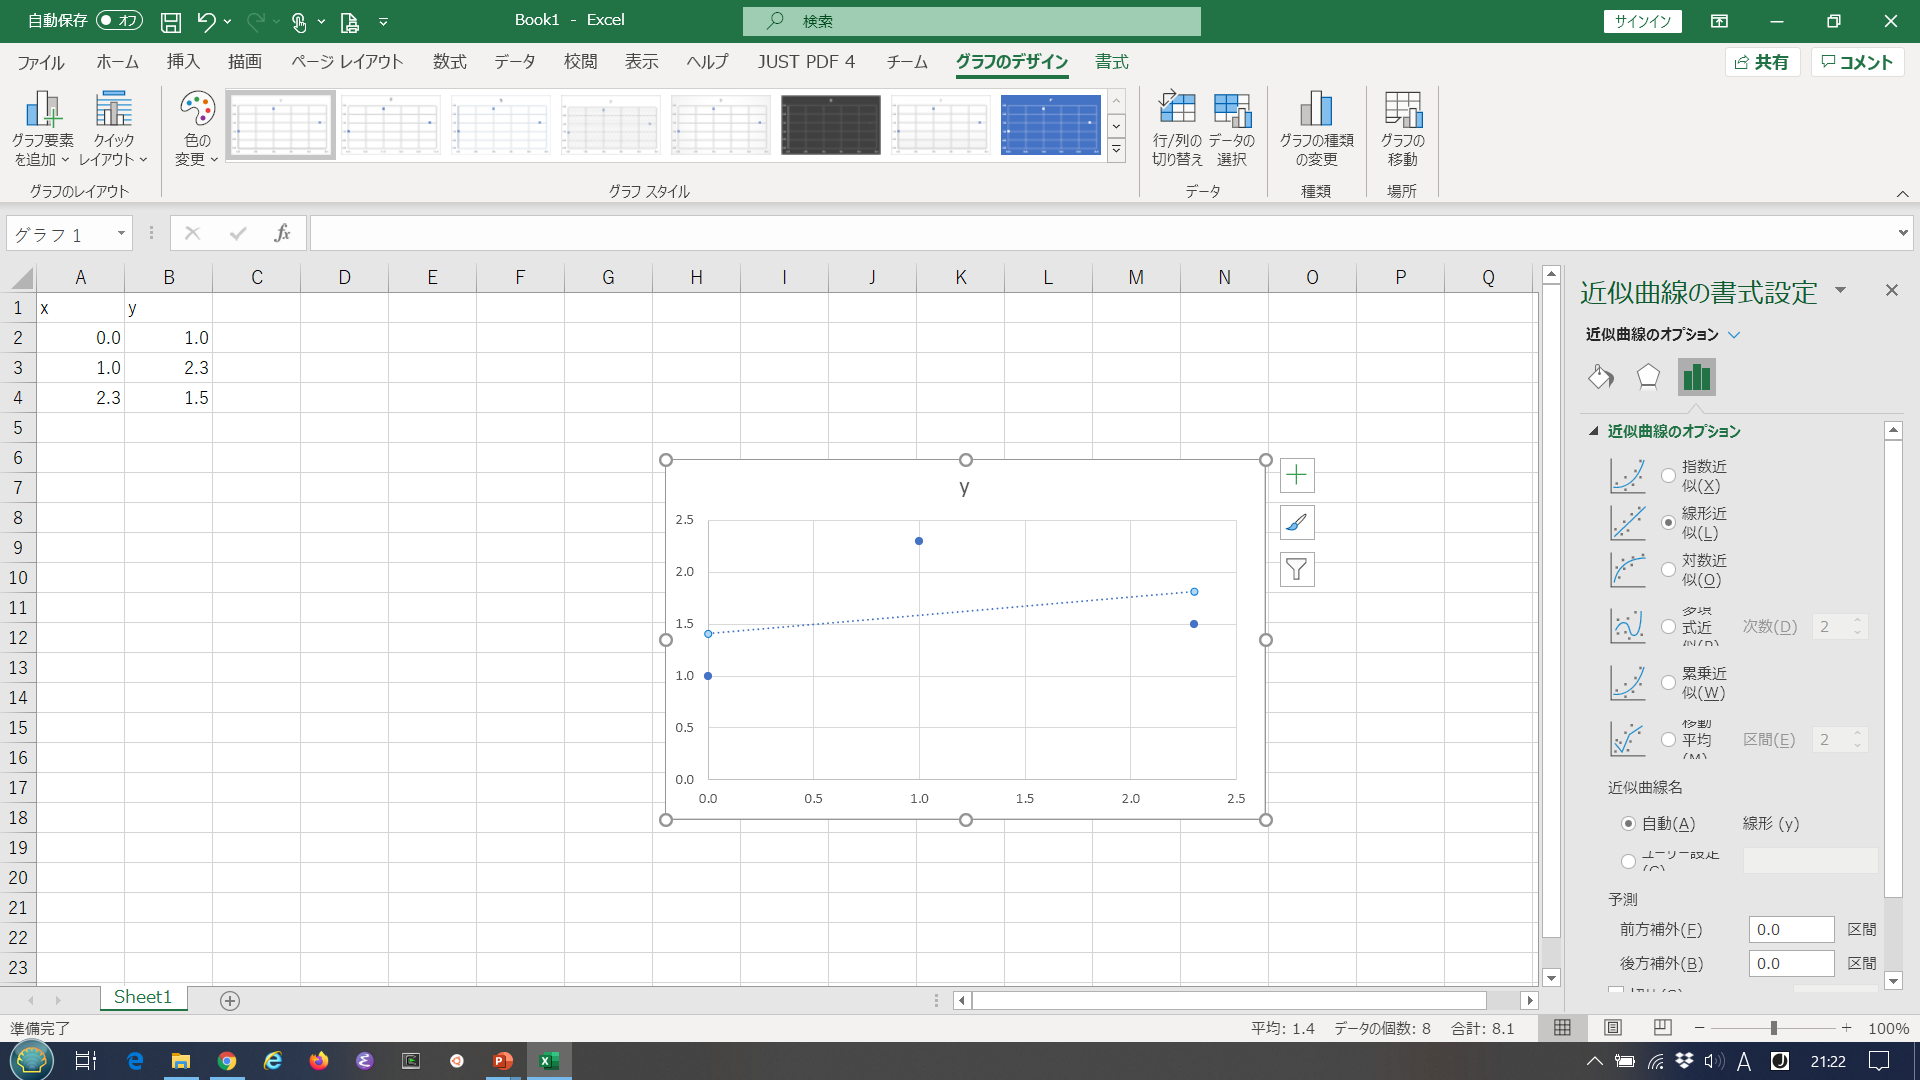 自動保存 オフ
Book1 - Excel
検索
サインイン
ファイル ホーム 挿入 描画 ページ レイアウト 数式 データ 校閲 表示 ヘルプ JUST PDF 4 チーム グラフのデザイン 書式
共有 コメント
グラフ要素
を追加
クイック
レイアウト
グラフのレイアウト
色の
変更
グラフ スタイル
行/列の
切り替え
データの
選択
データ
グラフの種類
の変更
種類
グラフの
移動
場所
グラフ 1
fx
A B C D E F G H I J K L M N O P Q
1 x y
2 0.0 1.0
3 1.0 2.3
4 2.3 1.5
5
6
7
8
9
10
11
12
13
14
15
16
17
18
19
20
21
22
23
y
2.5
2.0
1.5
1.0
0.5
0.0
0.0 0.5 1.0 1.5 2.0 2.5
近似曲線の書式設定
近似曲線のオプション
近似曲線のオプション
指数近
似(X)
線形近
似(L)
対数近
似(O)
多項
式近
似(P)
次数(D) 2
累乗近
似(W)
移動
平均
(M)
区間(E) 2
近似曲線名
自動(A) 線形 (y)
ユーザー設定
(C)
予測
前方補外(F) 0.0 区間
後方補外(B) 0.0 区間
Sheet1
準備完了
平均: 1.4 データの個数: 8 合計: 8.1
100%
A
21:22